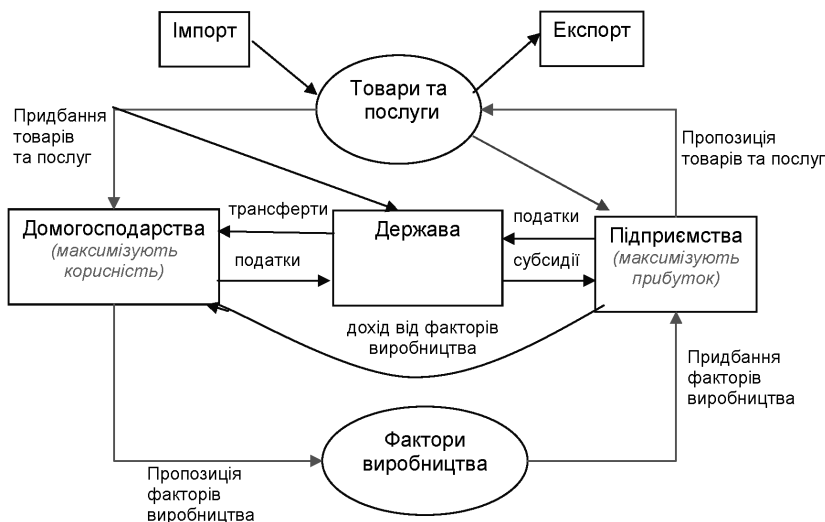 Імпорт
Експорт
Товари та
послуги
Придбання
товарів
та послуг
Пропозиція
товарів та послуг
Домогосподарства
(максимізують
корисність)
трансферти
податки
Держава
податки
субсидії
Підприємства
(максимізують
прибуток)
дохід від факторів
виробництва
Придбання
факторів
виробництва
Фактори
виробництва
Пропозиція
факторів
виробництва